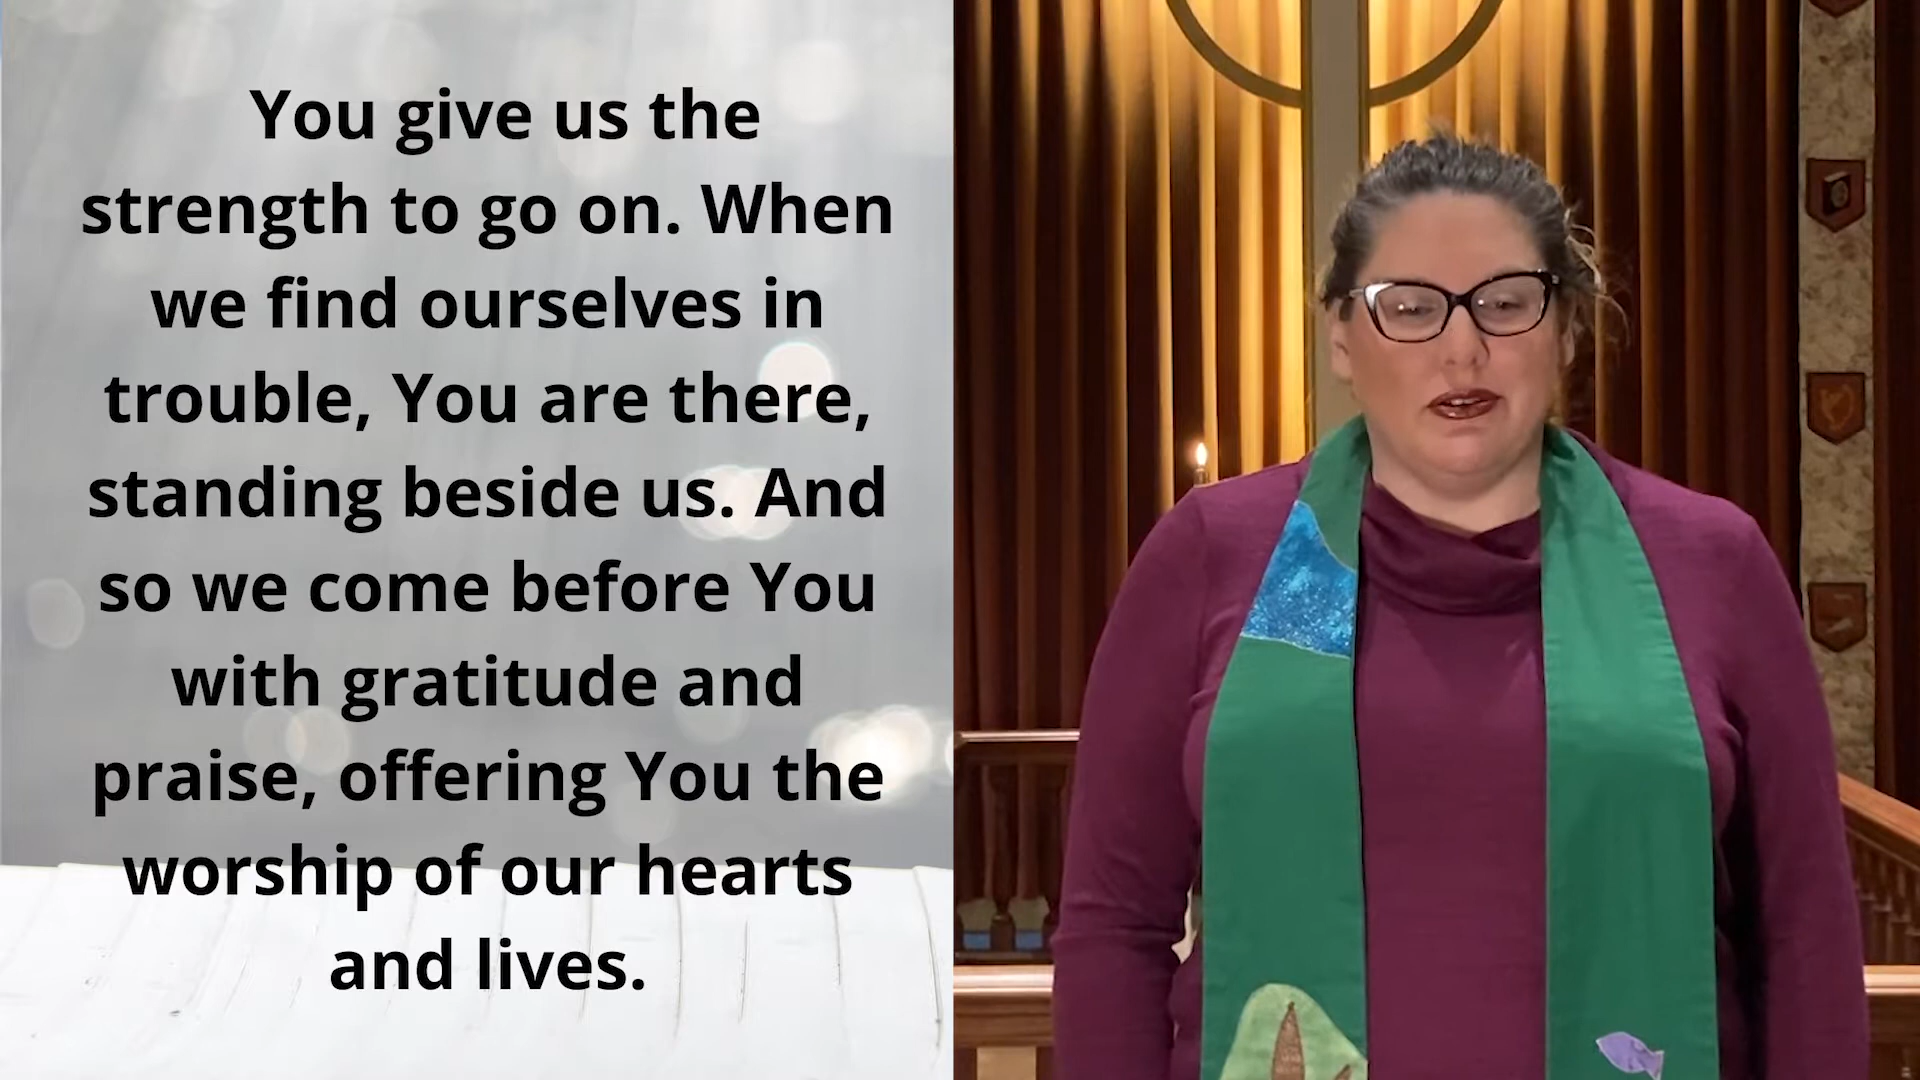 You give us the
strength to go on. When
we find ourselves in
trouble, You are there,
standing beside us. And
so we come before You
with gratitude and
praise, offering You the
worship of our hearts
and lives.